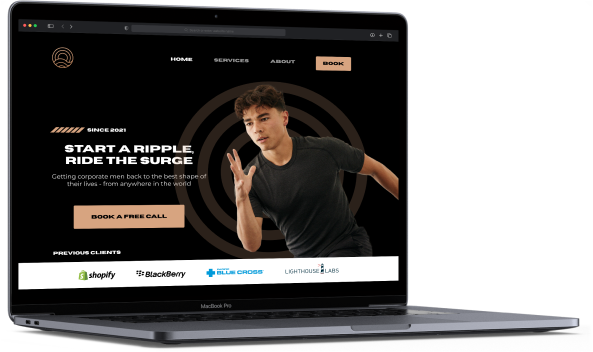 HOME SERVICES ABOUT BOOK
SINCE 2021
START A RIPPLE,
RIDE THE SURGE
Getting corporate men back to the best shape of
their lives - from anywhere in the world
BOOK A FREE CALL
PREVIOUS CLIENTS
shopify BlackBerry BLUE CROSS LIGHTHOUSE LABS
MacBook Pro